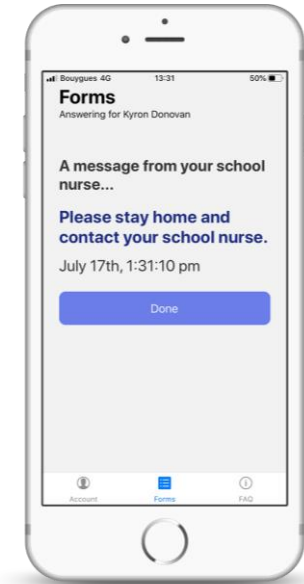 Bouygues 4G 13:31 50%
Forms
Answering for Kyron Donovan
A message from your school
nurse...
Please stay home and
contact your school nurse.
July 17th, 1:31:10 pm
Done
Account Forms FAQ